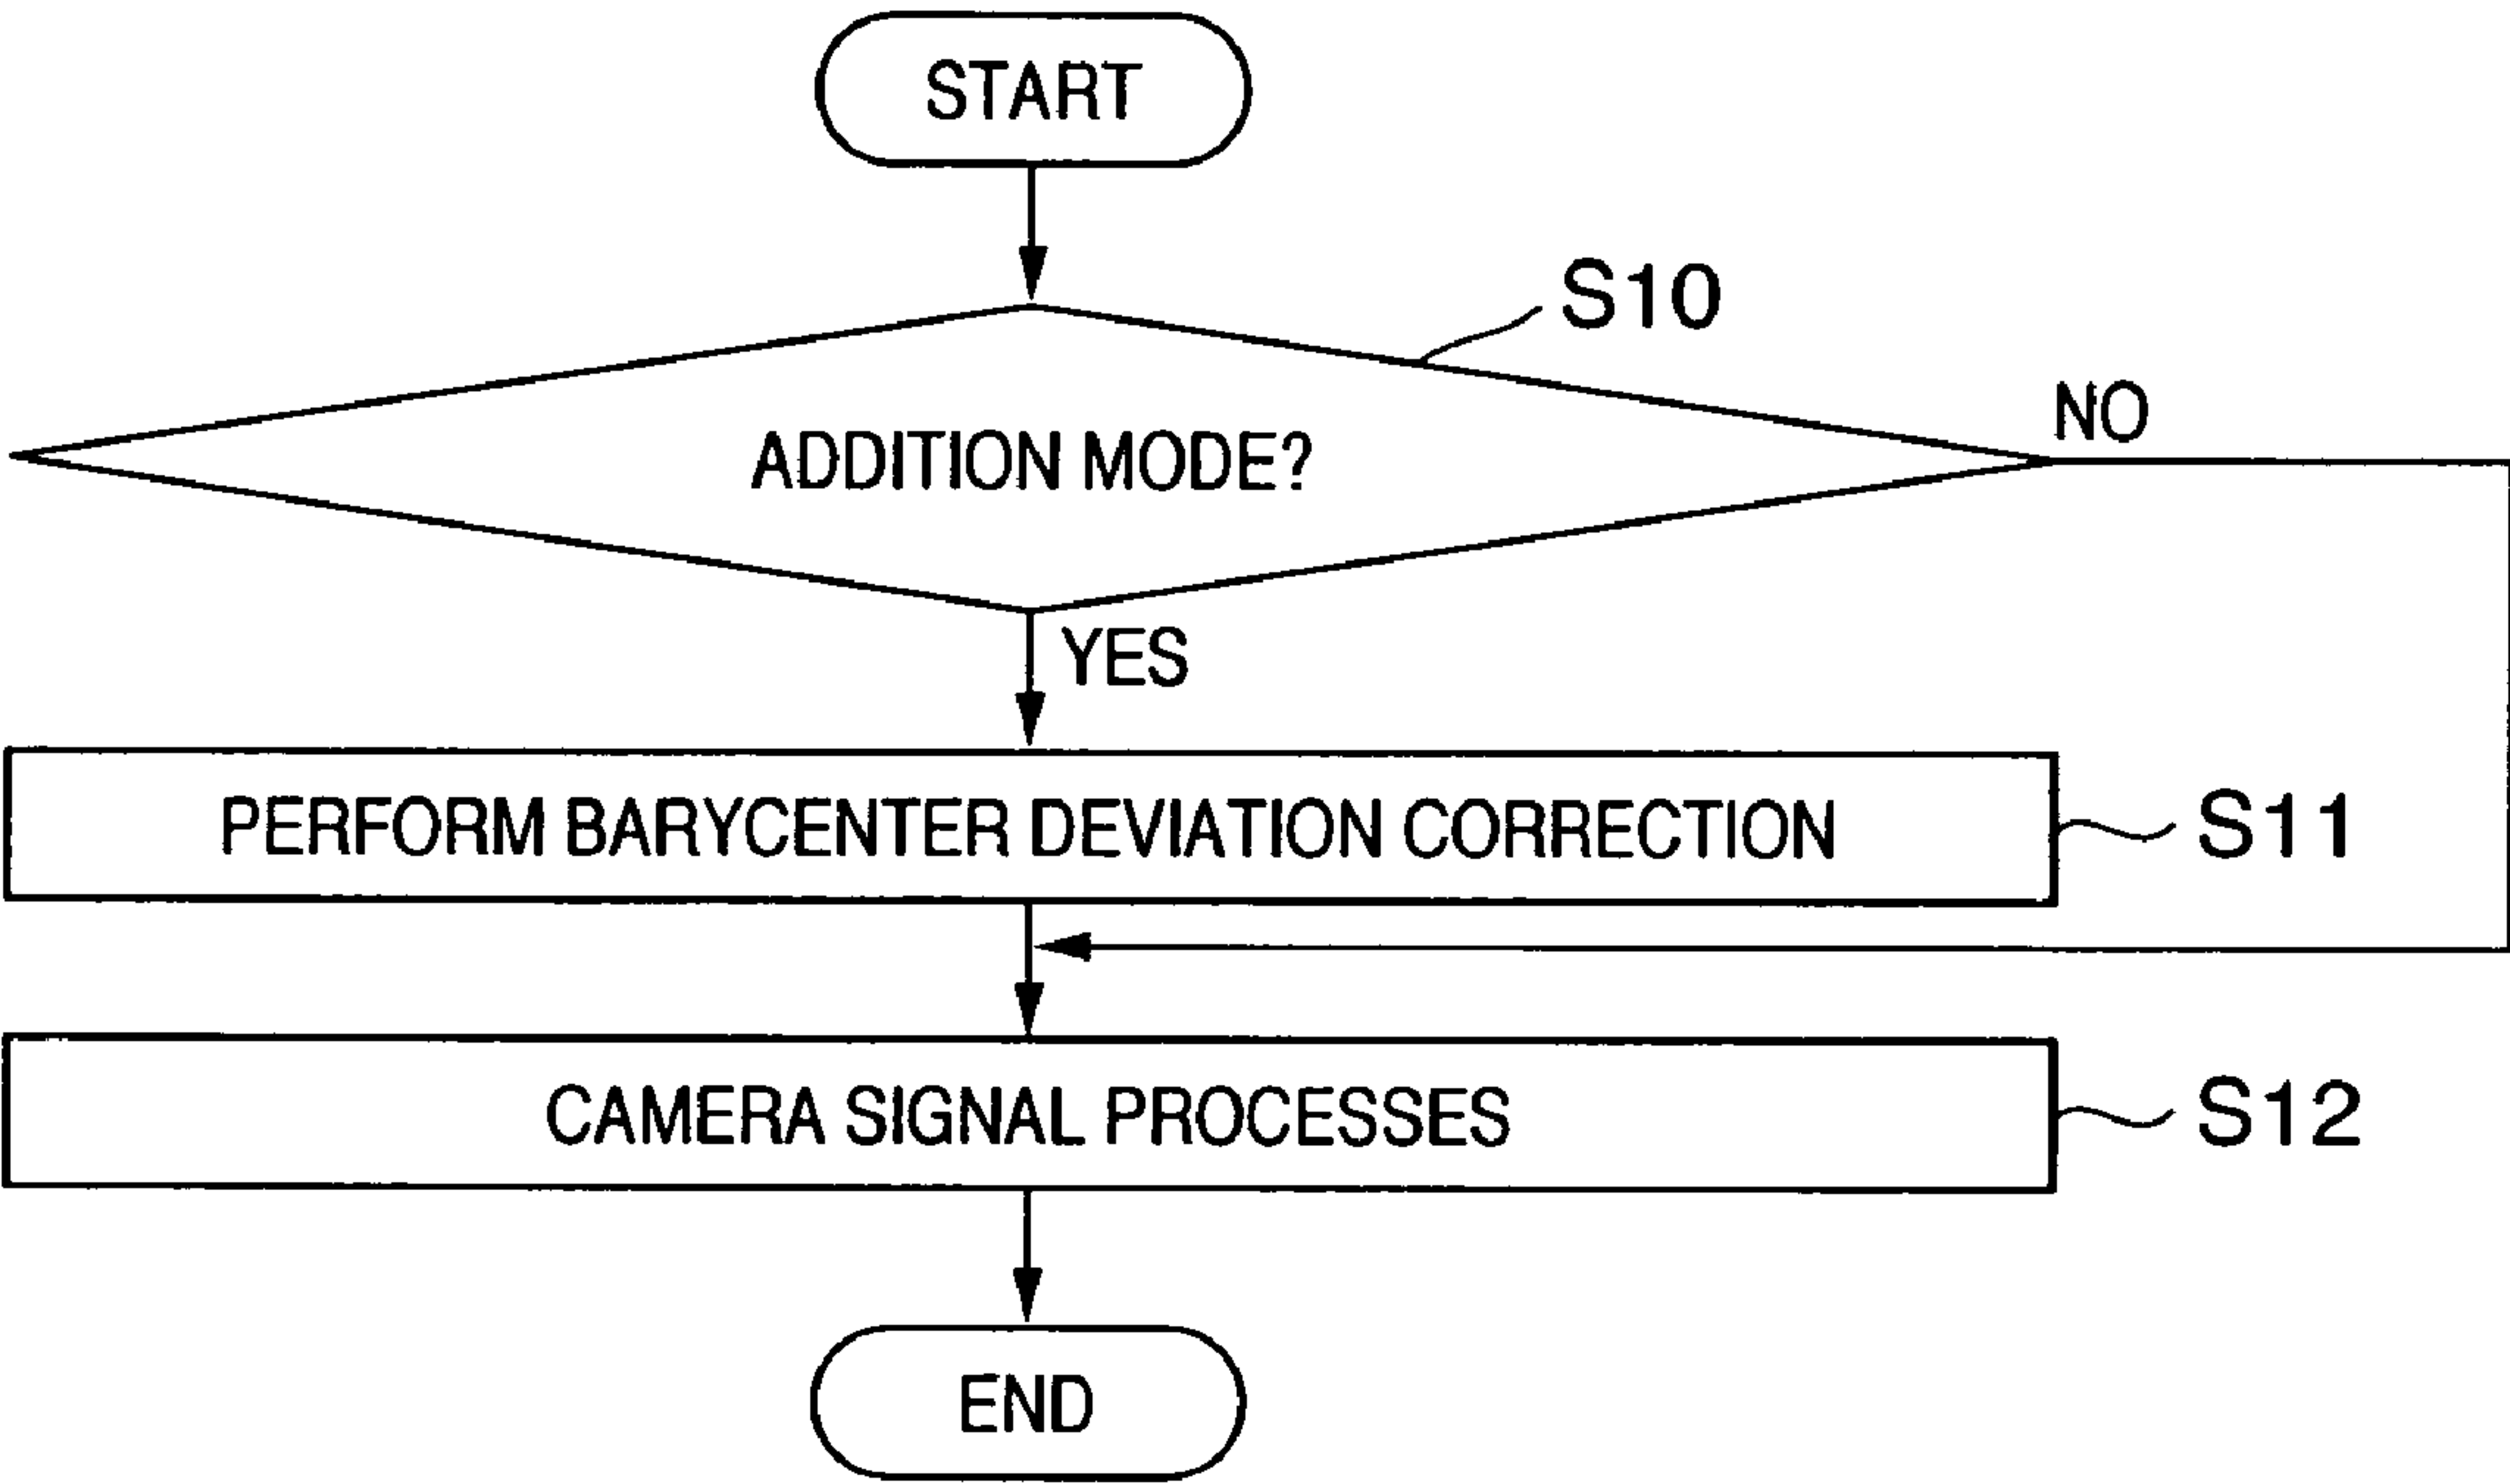 START
S10
ADDITION MODE?
NO
YES
PERFORM BARYCENTER DEVIATION CORRECTION
S11
CAMERA SIGNAL PROCESSES
S12
END